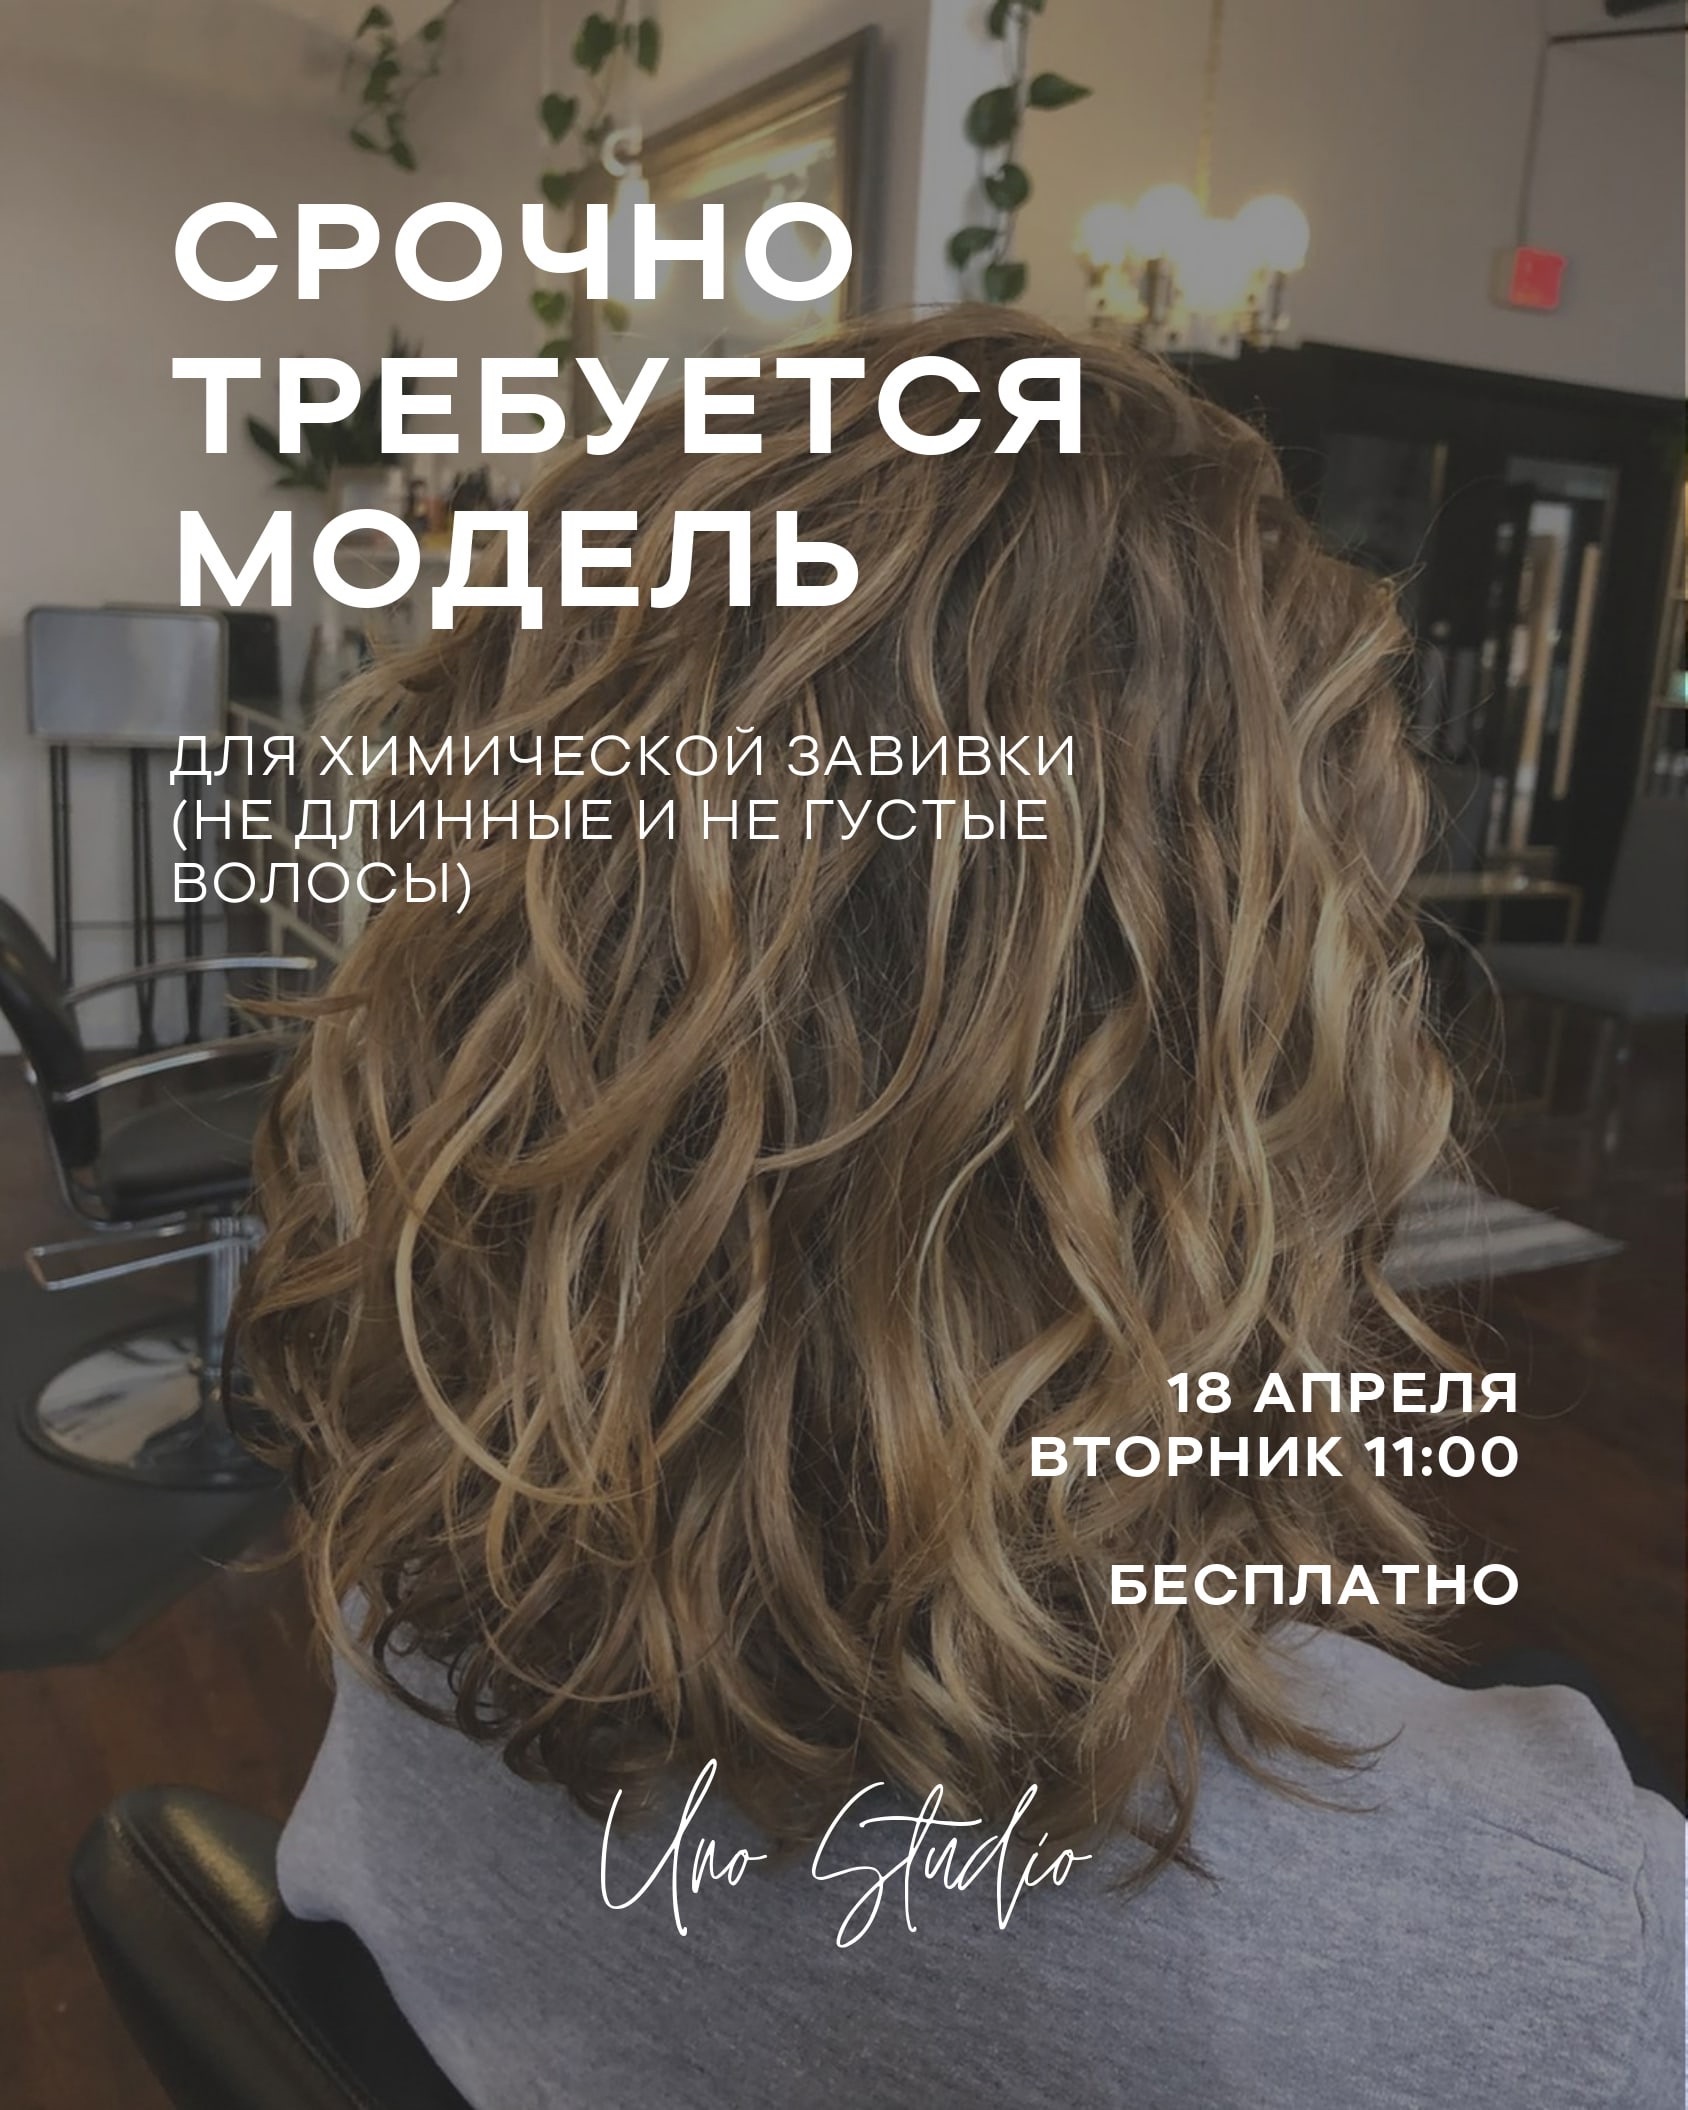 СРОЧНО
ТРЕБУЕТСЯ
МОДЕЛЬ
ДЛЯ ХИМИЧЕСКОЙ ЗАВИВКИ
(НЕ ДЛИННЫЕ И НЕ ГУСТЫЕ
ВОЛОСЫ)
18 АПРЕЛЯ
ВТОРНИК 11:00
БЕСПЛАТНО
Uno Studio